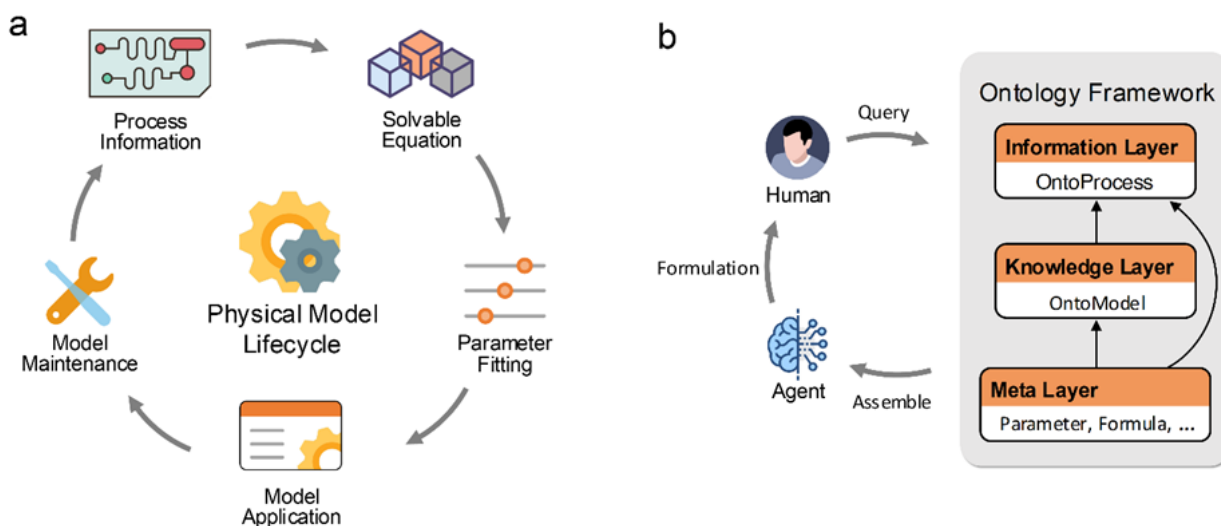 a
Process
Information
Solvable
Equation
Physical Model
Lifecycle
Model
Maintenance
Parameter
Fitting
Model
Application
b
Query
Human
Formulation
Agent
Assemble
Ontology Framework
Information Layer
OntoProcess
Knowledge Layer
OntoModel
Meta Layer
Parameter, Formula, ...